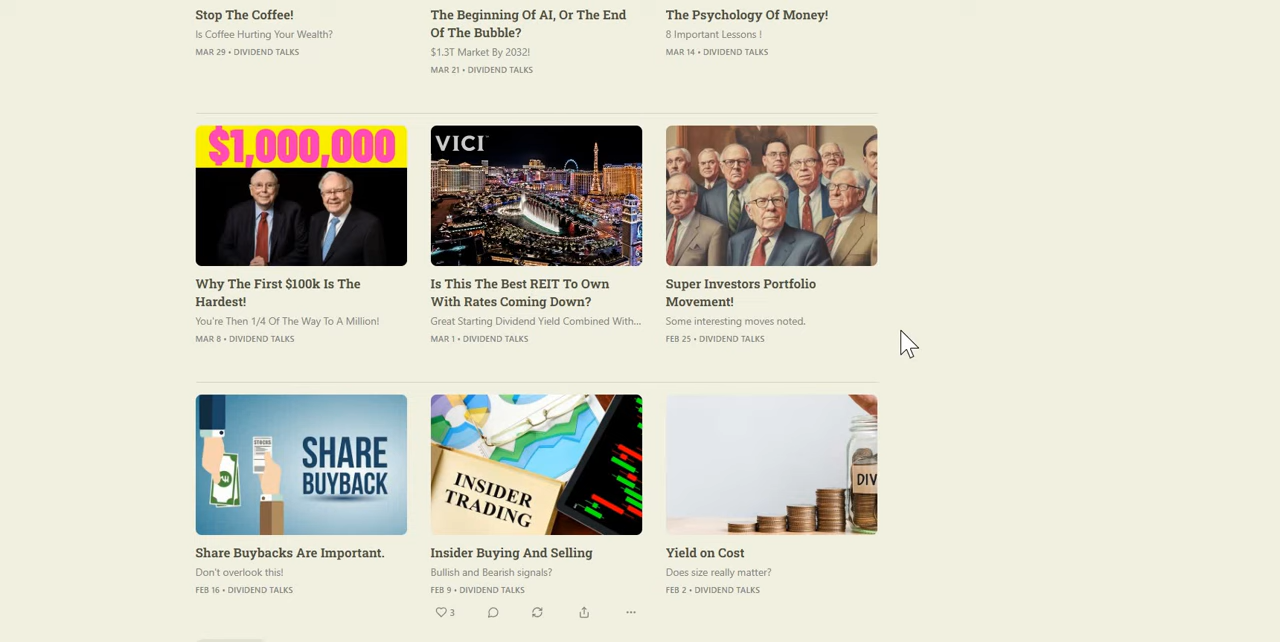 Stop The Coffee!
Is Coffee Hurting Your Wealth?
MAR 29 • DIVIDEND TALKS
The Beginning Of AI, Or The End
Of The Bubble?
$1.3T Market By 2032!
MAR 21 • DIVIDEND TALKS
The Psychology Of Money!
8 Important Lessons !
MAR 14 • DIVIDEND TALKS
$1,000,000
Why The First $100k Is The
Hardest!
You're Then 1/4 Of The Way To A Million!
MAR 8 • DIVIDEND TALKS
VICI
Is This The Best REIT To Own
With Rates Coming Down?
Great Starting Dividend Yield Combined With...
MAR 1 • DIVIDEND TALKS
Super Investors Portfolio
Movement!
Some interesting moves noted.
FEB 25 • DIVIDEND TALKS
STOCKS
SHARE
BUYBACK
Share Buybacks Are Important.
Don't overlook this!
FEB 16 • DIVIDEND TALKS
INSIDER
TRADING
Insider Buying And Selling
Bullish and Bearish signals?
FEB 9 • DIVIDEND TALKS
3
DIV
Yield on Cost
Does size really matter?
FEB 2 • DIVIDEND TALKS